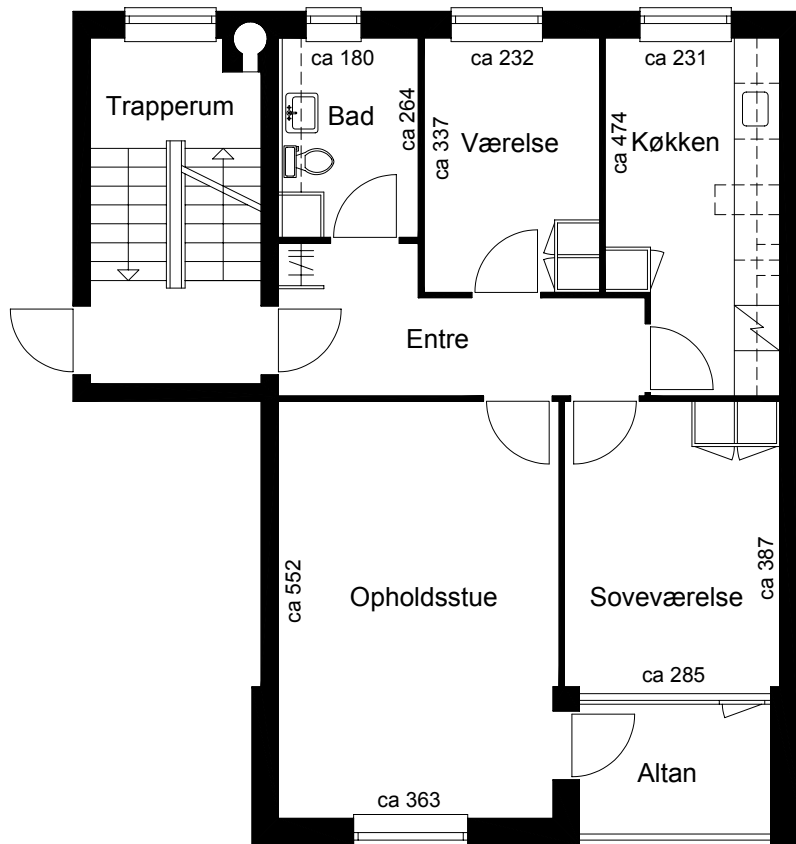 ca 180
ca 232
ca 231
Trapperum
Bad
ca 264
ca 337
Værelse
ca 474
Køkken
Entre
ca 552
Opholdsstue
Soveværelse
ca 387
ca 285
Altan
ca 363